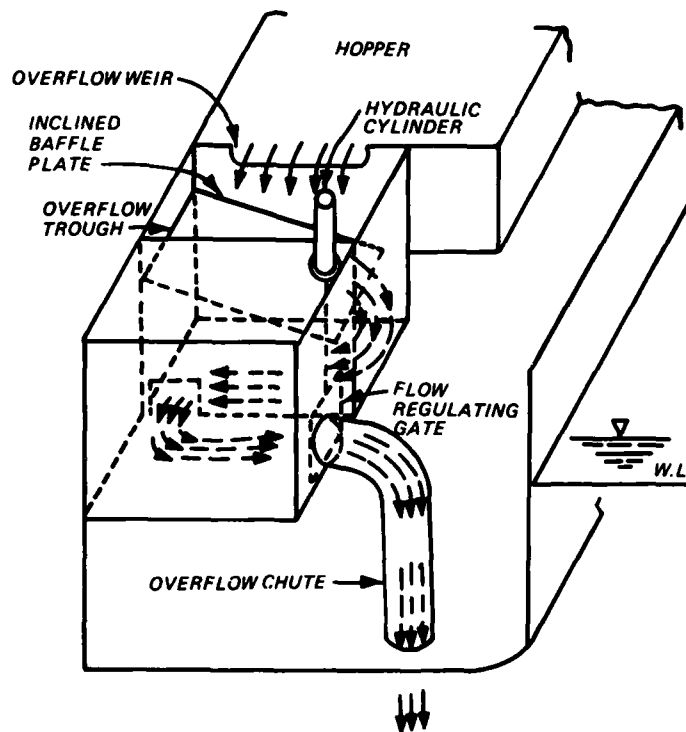 HOPPER
OVERFLOW WEIR
HYDRAULIC
CYLINDER
INCLINED
BAFFLE
PLATE
OVERFLOW
TROUGH
FLOW
REGULATING
GATE
W.L
OVERFLOW CHUTE